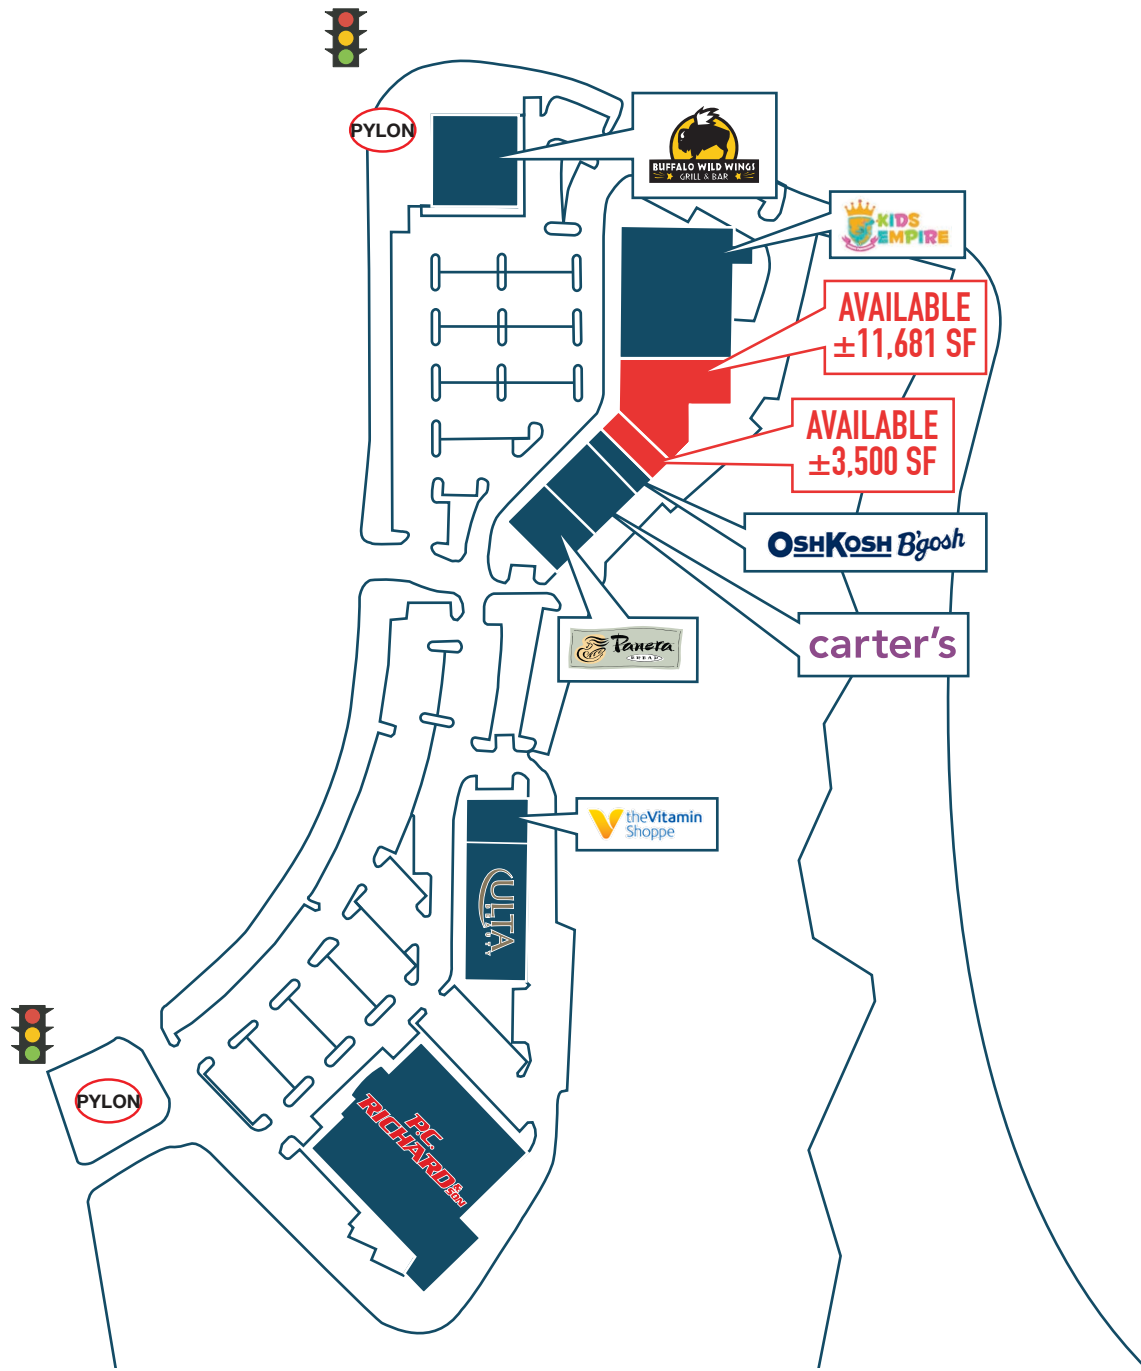 PYLON
BUFFALO WILD WINGS
GRILL & BAR
KIDS
EMPIRE
AVAILABLE
±11,681 SF
AVAILABLE
±3,500 SF
OSHKOSH B'gosh
carter's
Panera
BREAD
theVitamin
Shoppe
ULTA
BEAUTY
PYLON
P.C.
RICHARD
& SON